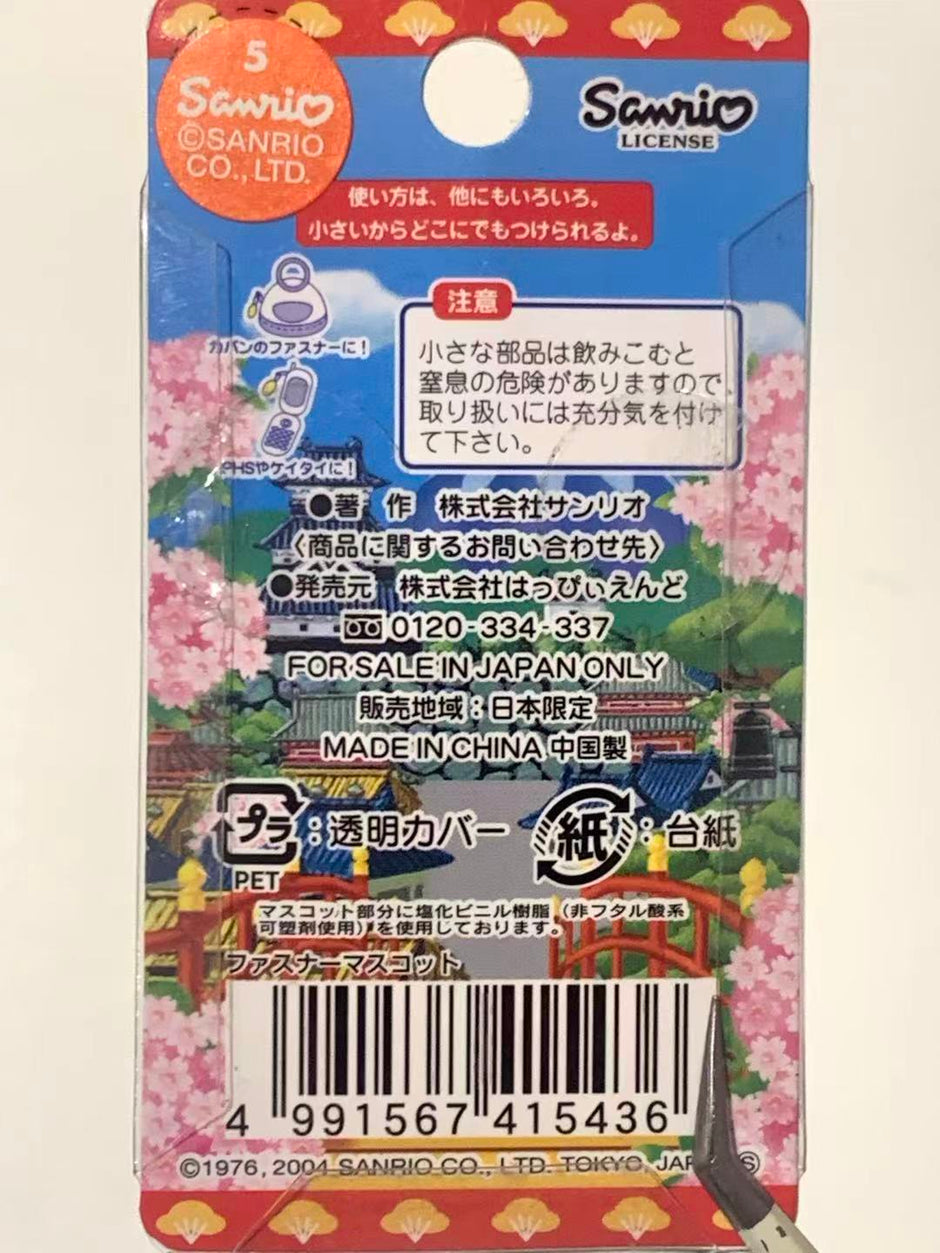 5
Sanrio
©SANRIO
CO., LTD.
Sanrio
LICENSE
使い方は、他にもいろいろ。
小さいからどこにでもつけられるよ。
カバンのファスナーに!
PHSやケイタイに!
注意
小さな部品は飲みこむと
窒息の危険がありますので、
取り扱いには充分気を付け
て下さい。
●著 作 株式会社サンリオ
〈商品に関するお問い合わせ先〉
●発売元 株式会社はっぴぃえんど
0120-334-337
FOR SALE IN JAPAN ONLY
販売地域:日本限定
MADE IN CHINA 中国製
プラ:透明カバー
PET
紙:台紙
マスコット部分に塩化ビニル樹脂(非フタル酸系
可塑剤使用)を使用しております。
ファスナーマスコット
4 991567 415436
©1976, 2004 SANRIO CO., LTD. TOKYO,